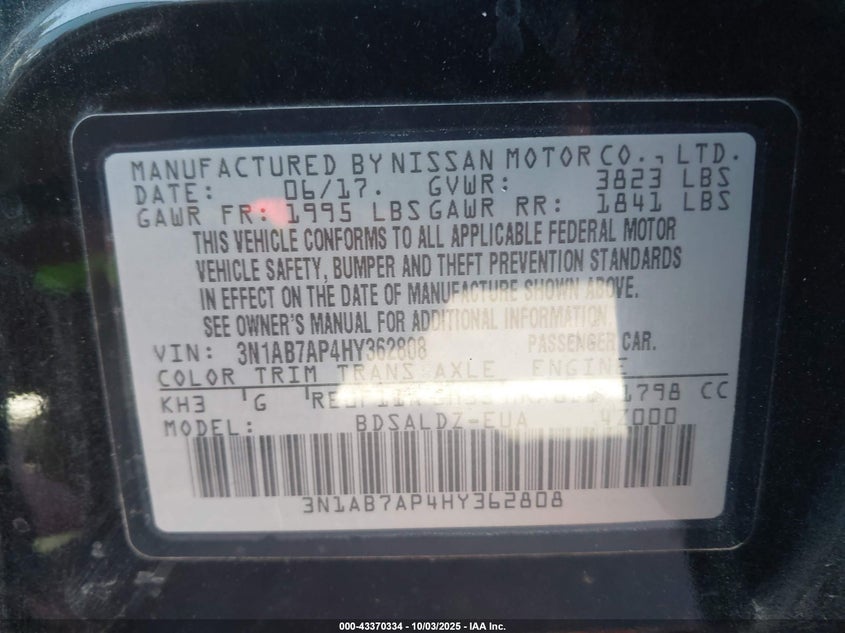 MANUFACTURED BY NISSAN MOTOR CO., LTD.
DATE: 06/17. GVWR: 3823 LBS
GAWR FR: 1995 LBS GAWR RR: 1841 LBS
THIS VEHICLE CONFORMS TO ALL APPLICABLE FEDERAL MOTOR
VEHICLE SAFETY, BUMPER AND THEFT PREVENTION STANDARDS
IN EFFECT ON THE DATE OF MANUFACTURE SHOWN ABOVE.
SEE OWNER'S MANUAL FOR ADDITIONAL INFORMATION.
VIN: 3N1AB7AP4HY362808 PASSENGER CAR.
COLOR TRIM TRANS AXLE ENGINE
KH3 G 1798 CC
MODEL: BDSALDZ-EUA 4Z000
3N1AB7AP4HY362808
000-43370334 - 10/03/2025 - IAA Inc.